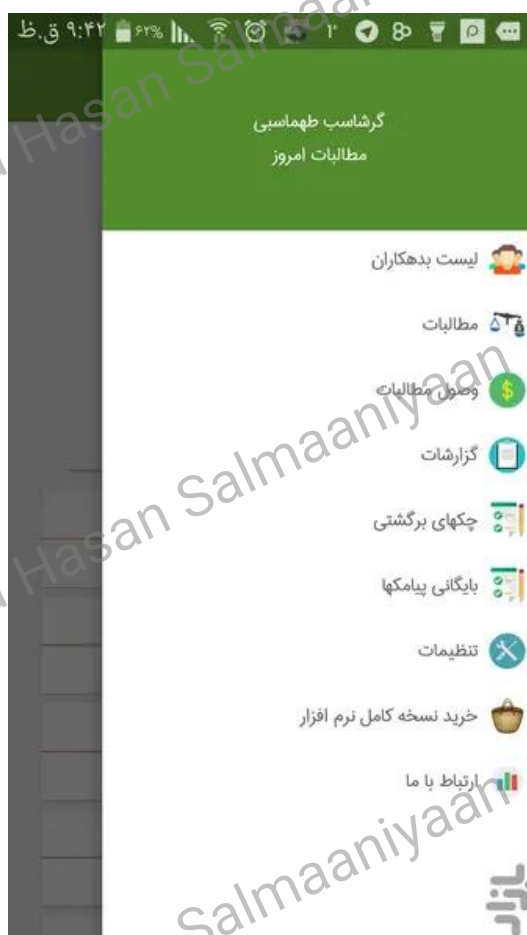 ۹:۴۲ ق.ظ
۶۲%
گرشاسب طهماسبی
مطالبات امروز
لیست بدهکاران
مطالبات
وصول مطالبات
گزارشات
چکهای برگشتی
بایگانی پیامکها
تنظیمات
خرید نسخه کامل نرم افزار
ارتباط با ما
Hasan Salmaaniyaan
Hasan Salmaaniyaan
Salmaaniyaan